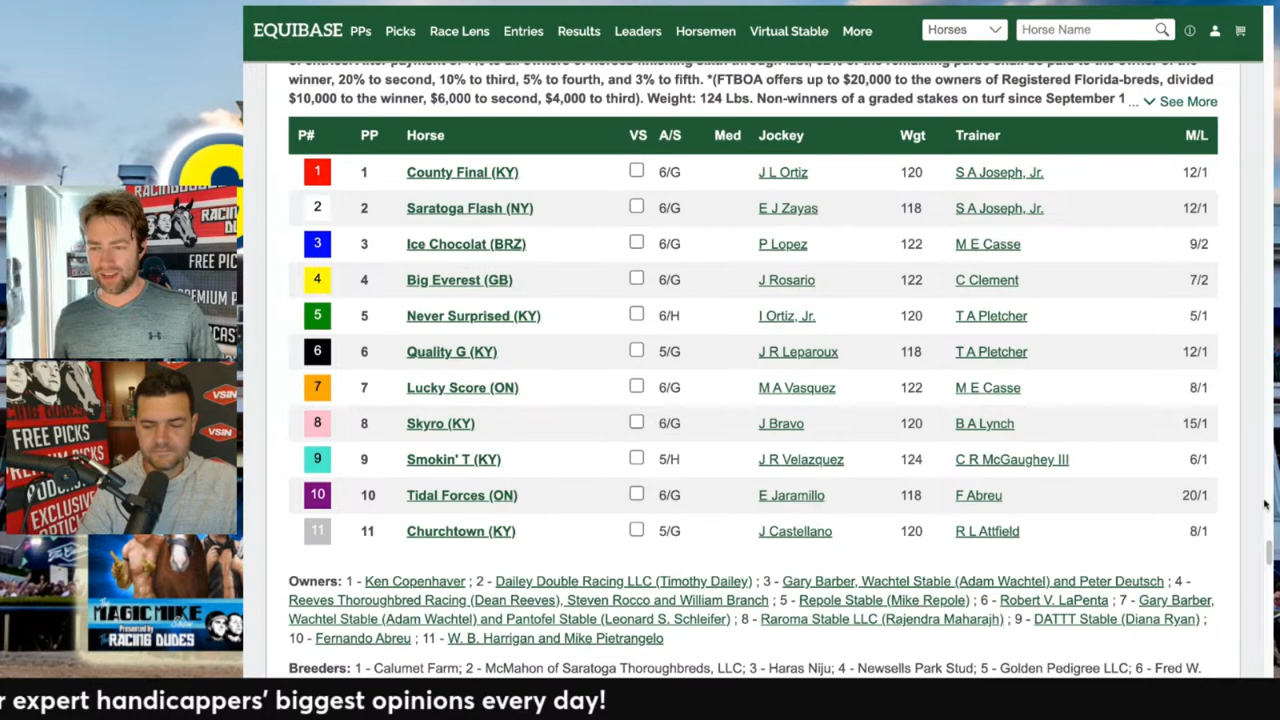 EQUIBASE PPs Picks Race Lens Entries Results Leaders Horsemen Virtual Stable More Horses Horse Name
winner, 20% to second, 10% to third, 5% to fourth, and 3% to fifth. *(FTBOA offers up to $20,000 to the owners of Registered Florida-breds, divided
$10,000 to the winner, $6,000 to second, $4,000 to third). Weight: 124 Lbs. Non-winners of a graded stakes on turf since September 1 ... See More
P# PP Horse VS A/S Med Jockey Wgt Trainer M/L
1 1 County Final (KY) 6/G J L Ortiz 120 S A Joseph, Jr. 12/1
2 2 Saratoga Flash (NY) 6/G E J Zayas 118 S A Joseph, Jr. 12/1
3 3 Ice Chocolat (BRZ) 6/G P Lopez 122 M E Casse 9/2
4 4 Big Everest (GB) 6/G J Rosario 122 C Clement 7/2
5 5 Never Surprised (KY) 6/H I Ortiz, Jr. 120 T A Pletcher 5/1
6 6 Quality G (KY) 5/G J R Leparoux 118 T A Pletcher 12/1
7 7 Lucky Score (ON) 6/G M A Vasquez 122 M E Casse 8/1
8 8 Skyro (KY) 6/G J Bravo 120 B A Lynch 15/1
9 9 Smokin' T (KY) 5/H J R Velazquez 124 C R McGaughey III 6/1
10 10 Tidal Forces (ON) 6/G E Jaramillo 118 F Abreu 20/1
11 11 Churchtown (KY) 5/G J Castellano 120 R L Attfield 8/1
Owners: 1 - Ken Copenhaver ; 2 - Dailey Double Racing LLC (Timothy Dailey) ; 3 - Gary Barber, Wachtel Stable (Adam Wachtel) and Peter Deutsch ; 4 -
Reeves Thoroughbred Racing (Dean Reeves), Steven Rocco and William Branch ; 5 - Repole Stable (Mike Repole) ; 6 - Robert V. LaPenta ; 7 - Gary Barber,
Wachtel Stable (Adam Wachtel) and Pantofel Stable (Leonard S. Schleifer) ; 8 - Raroma Stable LLC (Rajendra Maharajh) ; 9 - DATTT Stable (Diana Ryan) ;
10 - Fernando Abreu ; 11 - W. B. Harrigan and Mike Pietrangelo
Breeders: 1 - Calumet Farm; 2 - McMahon of Saratoga Thoroughbreds, LLC; 3 - Haras Niju; 4 - Newsells Park Stud; 5 - Golden Pedigree LLC; 6 - Fred W.
FREE PIC
VSiN
VSiN
FREE PICKS
EXCLUSIVE
MAGIC MIKE
Show
Presented by
The
RACING DUDES
r expert handicappers' biggest opinions every day!